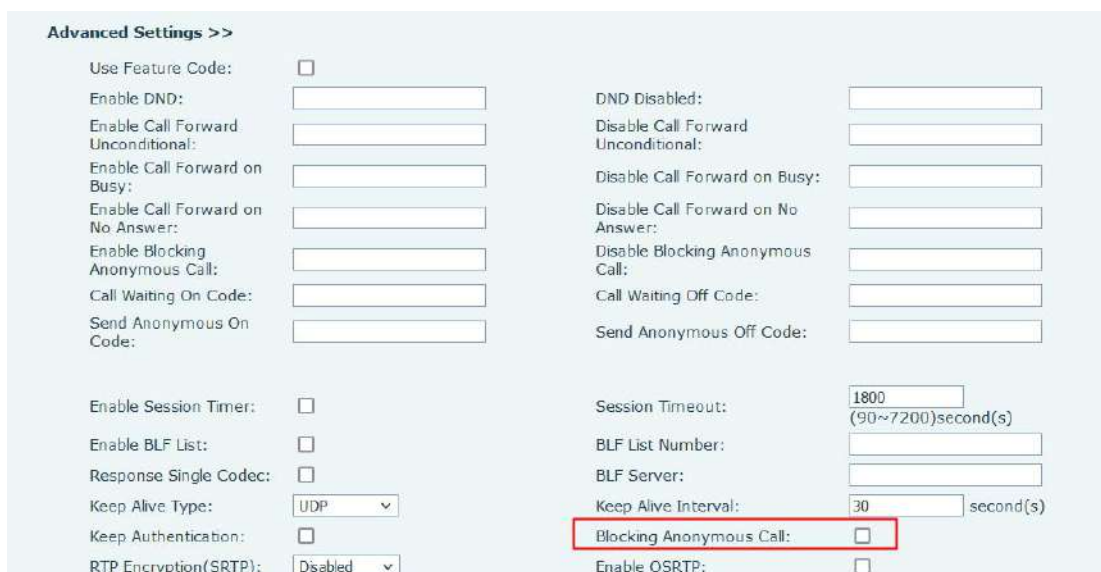 Advanced Settings >>
Use Feature Code:
Enable DND: DND Disabled:
Enable Call Forward Unconditional: Disable Call Forward Unconditional:
Enable Call Forward on Busy: Disable Call Forward on Busy:
Enable Call Forward on No Answer: Disable Call Forward on No Answer:
Enable Blocking Anonymous Call: Disable Blocking Anonymous Call:
Call Waiting On Code: Call Waiting Off Code:
Send Anonymous On Code: Send Anonymous Off Code:
Enable Session Timer: Session Timeout: 1800
(90~7200)second(s)
Enable BLF List: BLF List Number:
Response Single Codec: BLF Server:
Keep Alive Type: UDP Keep Alive Interval: 30 second(s)
Keep Authentication: Blocking Anonymous Call:
RTP Encryption(SRTP): Disabled Enable OSRTP: